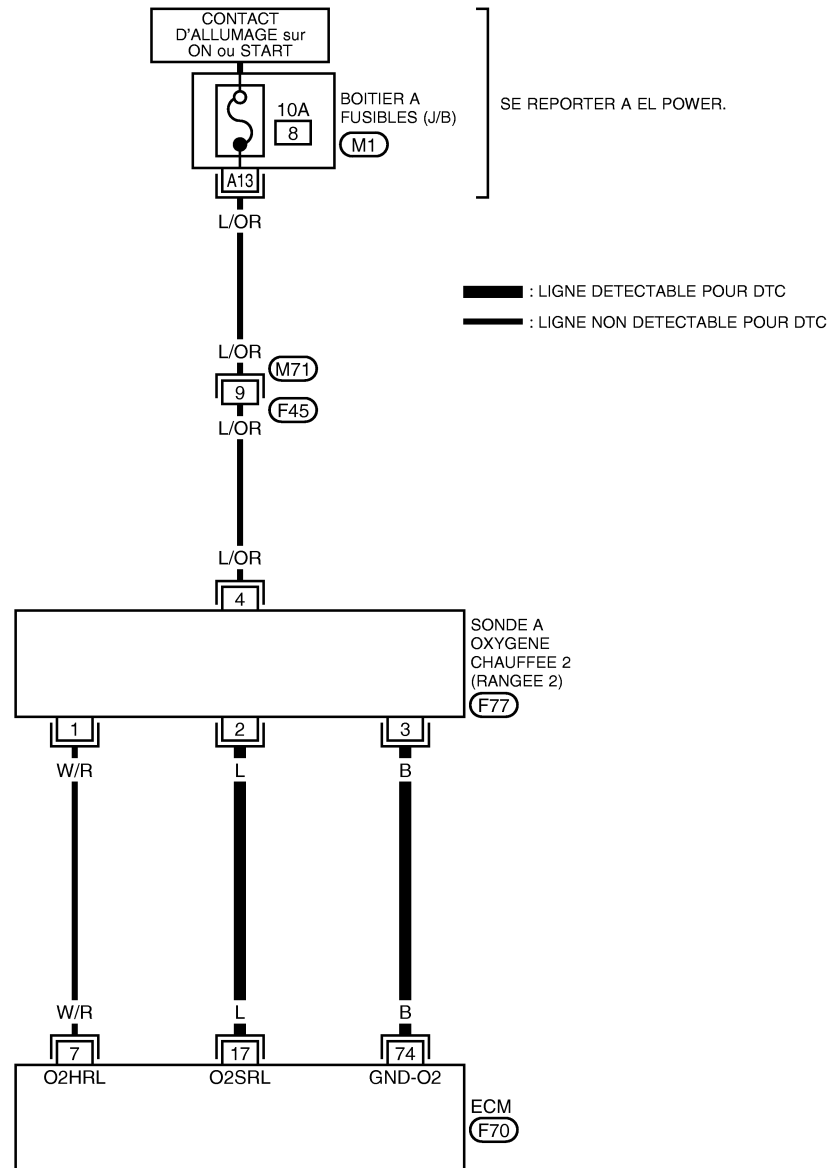 CONTACT
D'ALLUMAGE sur
ON ou START
10A
8
BOITIER A
FUSIBLES (J/B)
M1
SE REPORTER A EL POWER.
A13
L/OR
: LIGNE DETECTABLE POUR DTC
: LIGNE NON DETECTABLE POUR DTC
L/OR
M71
9
F45
L/OR
L/OR
4
SONDE A
OXYGENE
CHAUFFEE 2
(RANGEE 2)
F77
1 2 3
W/R L B
W/R L B
7 17 74
O2HRL O2SRL GND-O2
ECM
F70